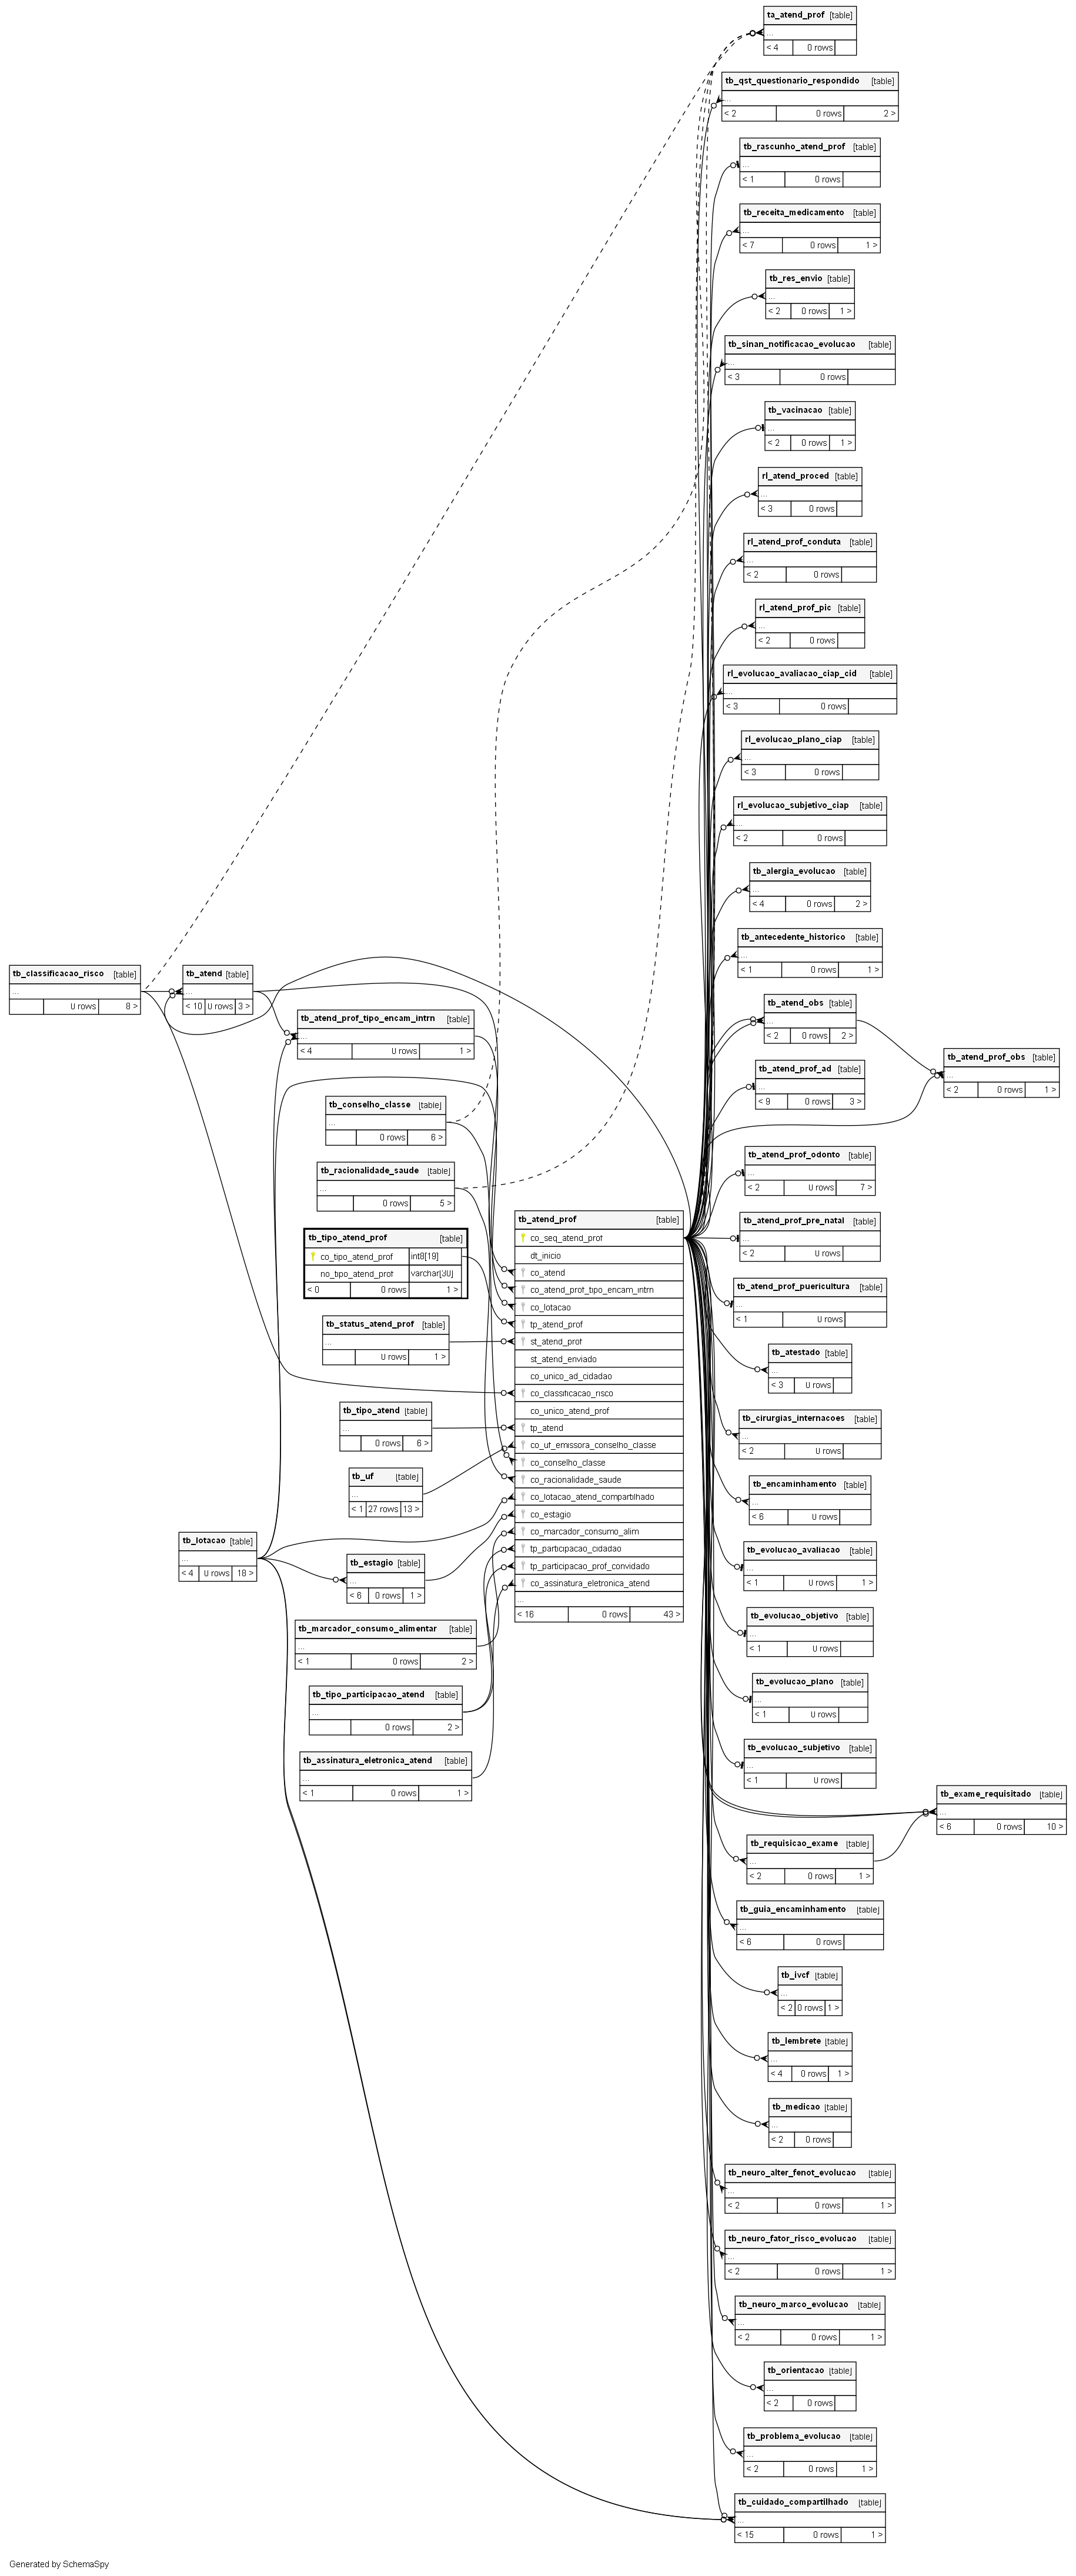 ta_atend_prof [table]
...
< 4 0 rows
tb_qst_questionario_respondido [table]
...
< 2 0 rows 2 >
tb_rascunho_atend_prof [table]
...
< 1 0 rows
tb_receita_medicamento [table]
...
< 7 0 rows 1 >
tb_res_envio [table]
...
< 2 0 rows 1 >
tb_sinan_notificacao_evolucao [table]
...
< 3 0 rows
tb_vacinacao [table]
...
< 2 0 rows 1 >
rl_atend_proced [table]
...
< 3 0 rows
rl_atend_prof_conduta [table]
...
< 2 0 rows
rl_atend_prof_pic [table]
...
< 2 0 rows
rl_evolucao_avaliacao_ciap_cid [table]
...
< 3 0 rows
rl_evolucao_plano_ciap [table]
...
< 3 0 rows
rl_evolucao_subjetivo_ciap [table]
...
< 2 0 rows
tb_alergia_evolucao [table]
...
< 4 0 rows 2 >
tb_antecedente_historico [table]
...
< 1 0 rows 1 >
tb_classificacao_risco [table]
...
0 rows 8 >
tb_atend [table]
...
< 10 0 rows 3 >
tb_atend_prof_tipo_encam_intrn [table]
...
< 4 0 rows 1 >
tb_atend_obs [table]
...
< 2 0 rows 2 >
tb_atend_prof_obs [table]
...
< 2 0 rows 1 >
tb_atend_prof_ad [table]
...
< 9 0 rows 3 >
tb_conselho_classe [table]
...
0 rows 6 >
tb_racionalidade_saude [table]
...
0 rows 5 >
tb_tipo_atend_prof [table]
co_tipo_atend_prof int8[19]
no_tipo_atend_prof varchar[30]
< 0 0 rows 1 >
tb_status_atend_prof [table]
...
0 rows 1 >
tb_tipo_atend [table]
...
0 rows 6 >
tb_uf [table]
...
< 1 27 rows 13 >
tb_lotacao [table]
...
< 4 0 rows 18 >
tb_estagio [table]
...
< 6 0 rows 1 >
tb_marcador_consumo_alimentar [table]
...
< 1 0 rows 2 >
tb_tipo_participacao_atend [table]
...
0 rows 2 >
tb_assinatura_eletronica_atend [table]
...
< 1 0 rows 1 >
tb_atend_prof [table]
co_seq_atend_prof
dt_inicio
co_atend
co_atend_prof_tipo_encam_intrn
co_lotacao
tp_atend_prof
st_atend_prof
st_atend_enviado
co_unico_ad_cidadao
co_classificacao_risco
co_unico_atend_prof
tp_atend
co_uf_emissora_conselho_classe
co_conselho_classe
co_racionalidade_saude
co_lotacao_atend_compartilhado
co_estagio
co_marcador_consumo_alim
tp_participacao_cidadao
tp_participacao_prof_convidado
co_assinatura_eletronica_atend
...
< 16 0 rows 43 >
tb_atend_prof_odonto [table]
...
< 2 0 rows 7 >
tb_atend_prof_pre_natal [table]
...
< 2 0 rows
tb_atend_prof_puericultura [table]
...
< 1 0 rows
tb_atestado [table]
...
< 3 0 rows
tb_cirurgias_internacoes [table]
...
< 2 0 rows
tb_encaminhamento [table]
...
< 6 0 rows
tb_evolucao_avaliacao [table]
...
< 1 0 rows 1 >
tb_evolucao_objetivo [table]
...
< 1 0 rows
tb_evolucao_plano [table]
...
< 1 0 rows
tb_evolucao_subjetivo [table]
...
< 1 0 rows
tb_exame_requisitado [table]
...
< 6 0 rows 10 >
tb_requisicao_exame [table]
...
< 2 0 rows 1 >
tb_guia_encaminhamento [table]
...
< 6 0 rows
tb_ivcf [table]
...
< 2 0 rows 1 >
tb_lembrete [table]
...
< 4 0 rows 1 >
tb_medicao [table]
...
< 2 0 rows
tb_neuro_alter_fenot_evolucao [table]
...
< 2 0 rows 1 >
tb_neuro_fator_risco_evolucao [table]
...
< 2 0 rows 1 >
tb_neuro_marco_evolucao [table]
...
< 2 0 rows 1 >
tb_orientacao [table]
...
< 2 0 rows
tb_problema_evolucao [table]
...
< 2 0 rows 1 >
tb_cuidado_compartilhado [table]
...
< 15 0 rows 1 >
Generated by SchemaSpy